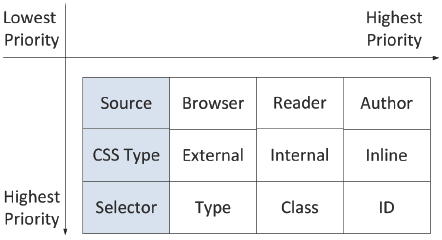 Lowest
Priority
Highest
Priority
Source Browser Reader Author
CSS Type External Internal Inline
Highest
Priority
Selector Type Class ID